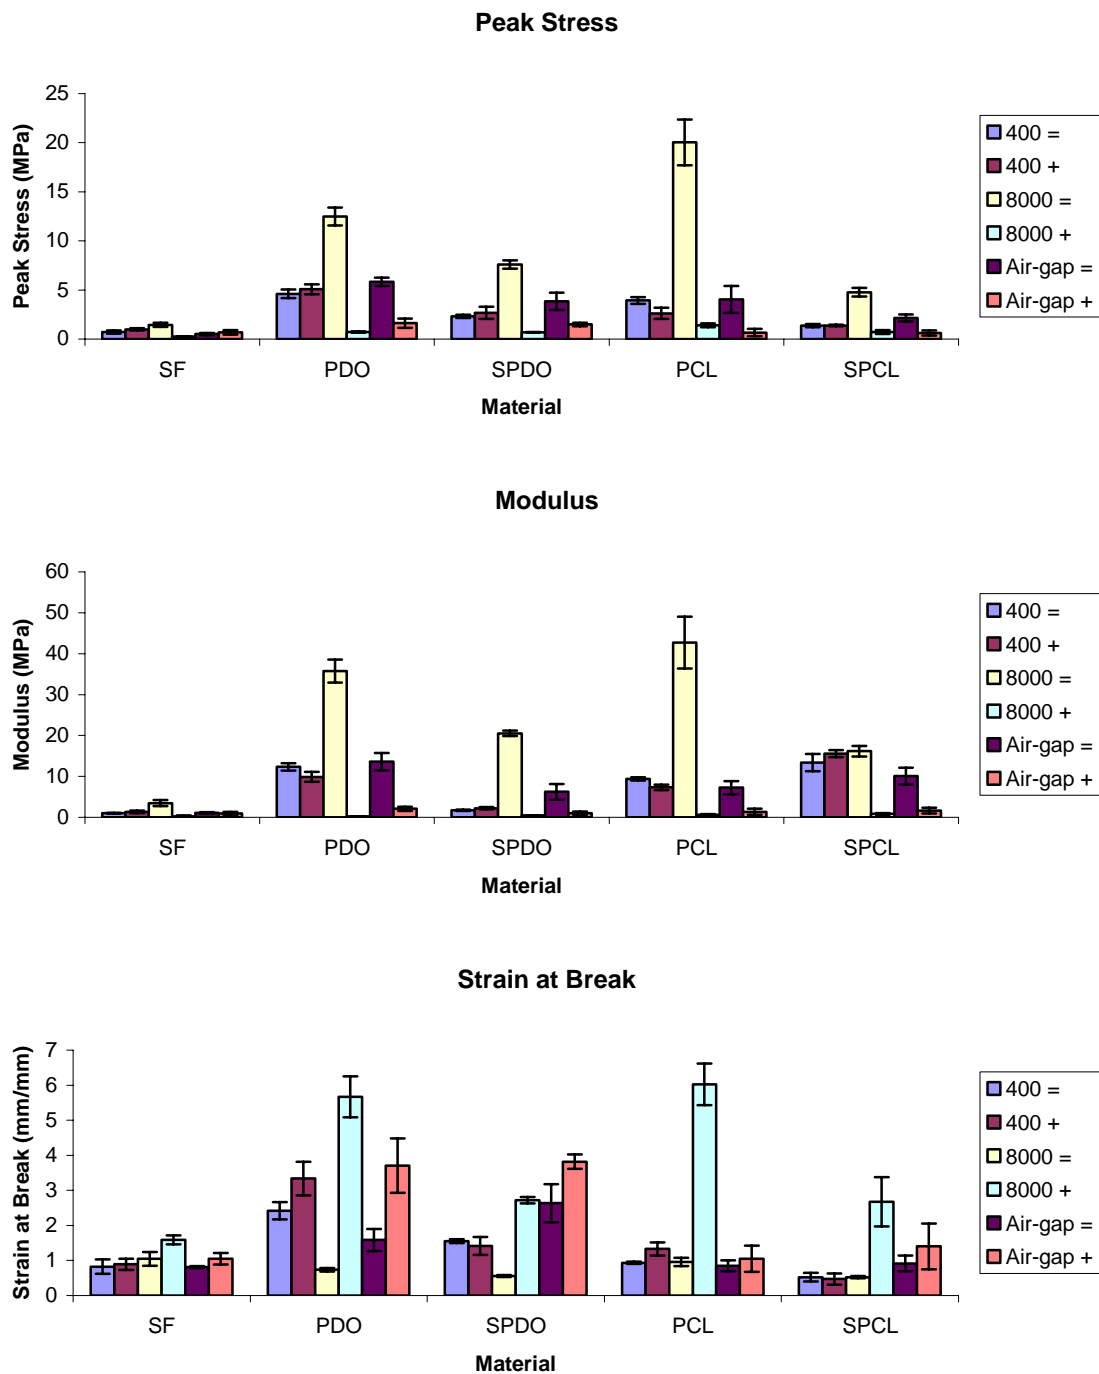 Peak Stress
Peak Stress (MPa)
25
20
15
10
5
0
SF PDO SPDO PCL SPCL
Material
400 =
400 +
8000 =
8000 +
Air-gap =
Air-gap +
Modulus
Modulus (MPa)
60
50
40
30
20
10
0
SF PDO SPDO PCL SPCL
Material
400 =
400 +
8000 =
8000 +
Air-gap =
Air-gap +
Strain at Break
Strain at Break (mm/mm)
7
6
5
4
3
2
1
0
SF PDO SPDO PCL SPCL
Material
400 =
400 +
8000 =
8000 +
Air-gap =
Air-gap +